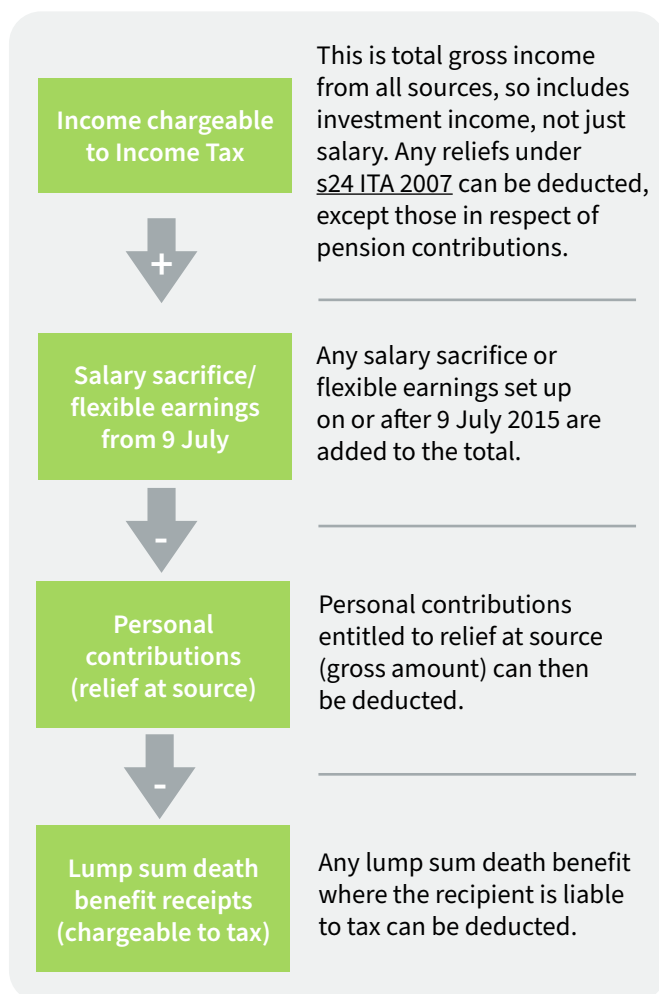 Income chargeable
to Income Tax
This is total gross income
from all sources, so includes
investment income, not just
salary. Any reliefs under
s24 ITA 2007 can be deducted,
except those in respect of
pension contributions.
+
Salary sacrifice/
flexible earnings
from 9 July
Any salary sacrifice or
flexible earnings set up
on or after 9 July 2015 are
added to the total.
-
Personal
contributions
(relief at source)
Personal contributions
entitled to relief at source
(gross amount) can then
be deducted.
-
Lump sum death
benefit receipts
(chargeable to tax)
Any lump sum death benefit
where the recipient is liable
to tax can be deducted.